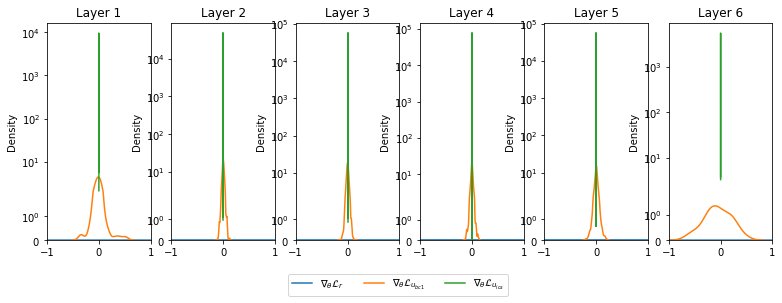 Layer 1 Layer 2 Layer 3 Layer 4 Layer 5 Layer 6
Density Density Density Density Density Density
10⁴ 10⁴ 10⁵ 10⁵ 10⁵ 10³
10³ 10³ 10⁴ 10⁴ 10⁴ 10²
10² 10² 10³ 10³ 10³ 10¹
10¹ 10¹ 10² 10² 10² 10⁰
10⁰ 10⁰ 10¹ 10¹ 10¹ 0
0 0 10⁰ 10⁰ 10⁰
0 0 0
−1 0 1 −1 0 1 −1 0 1 −1 0 1 −1 0 1 −1 0 1
∇θℒr ∇θℒu_bc1 ∇θℒu_ics